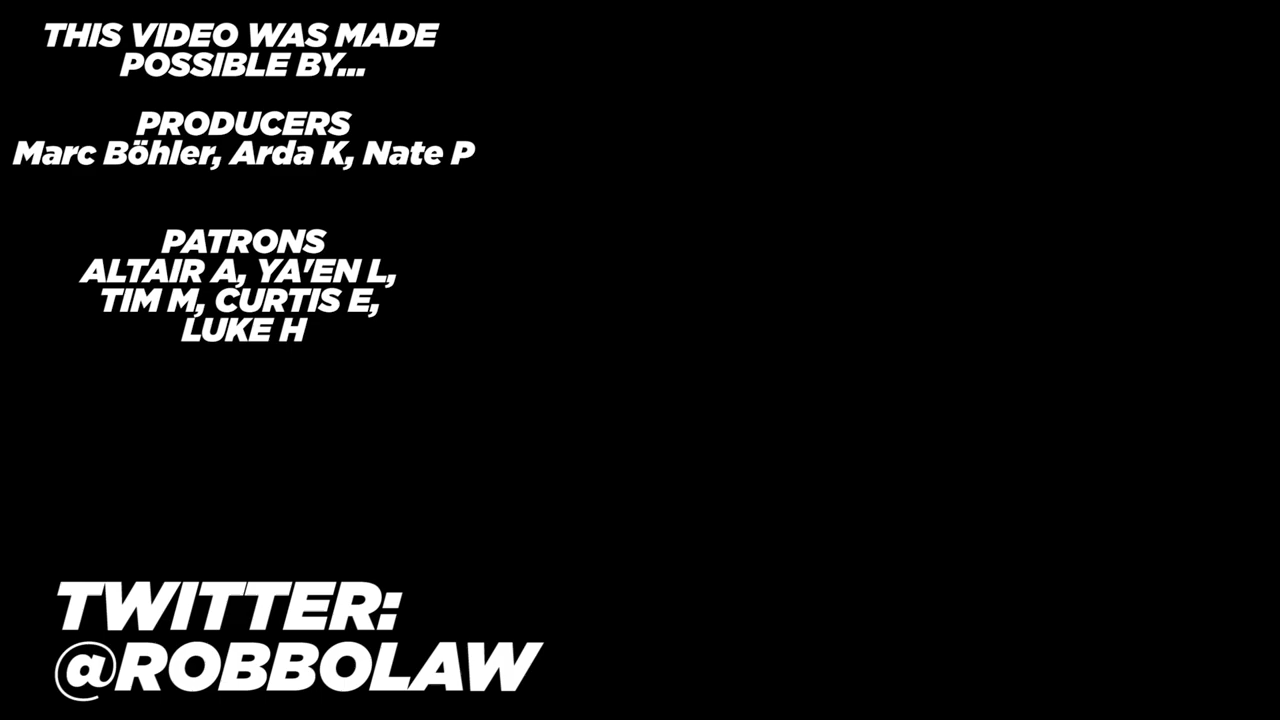 THIS VIDEO WAS MADE
POSSIBLE BY...
PRODUCERS
Marc Böhler, Arda K, Nate P
PATRONS
ALTAIR A, YA'EN L,
TIM M, CURTIS E,
LUKE H
TWITTER:
@ROBBOLAW